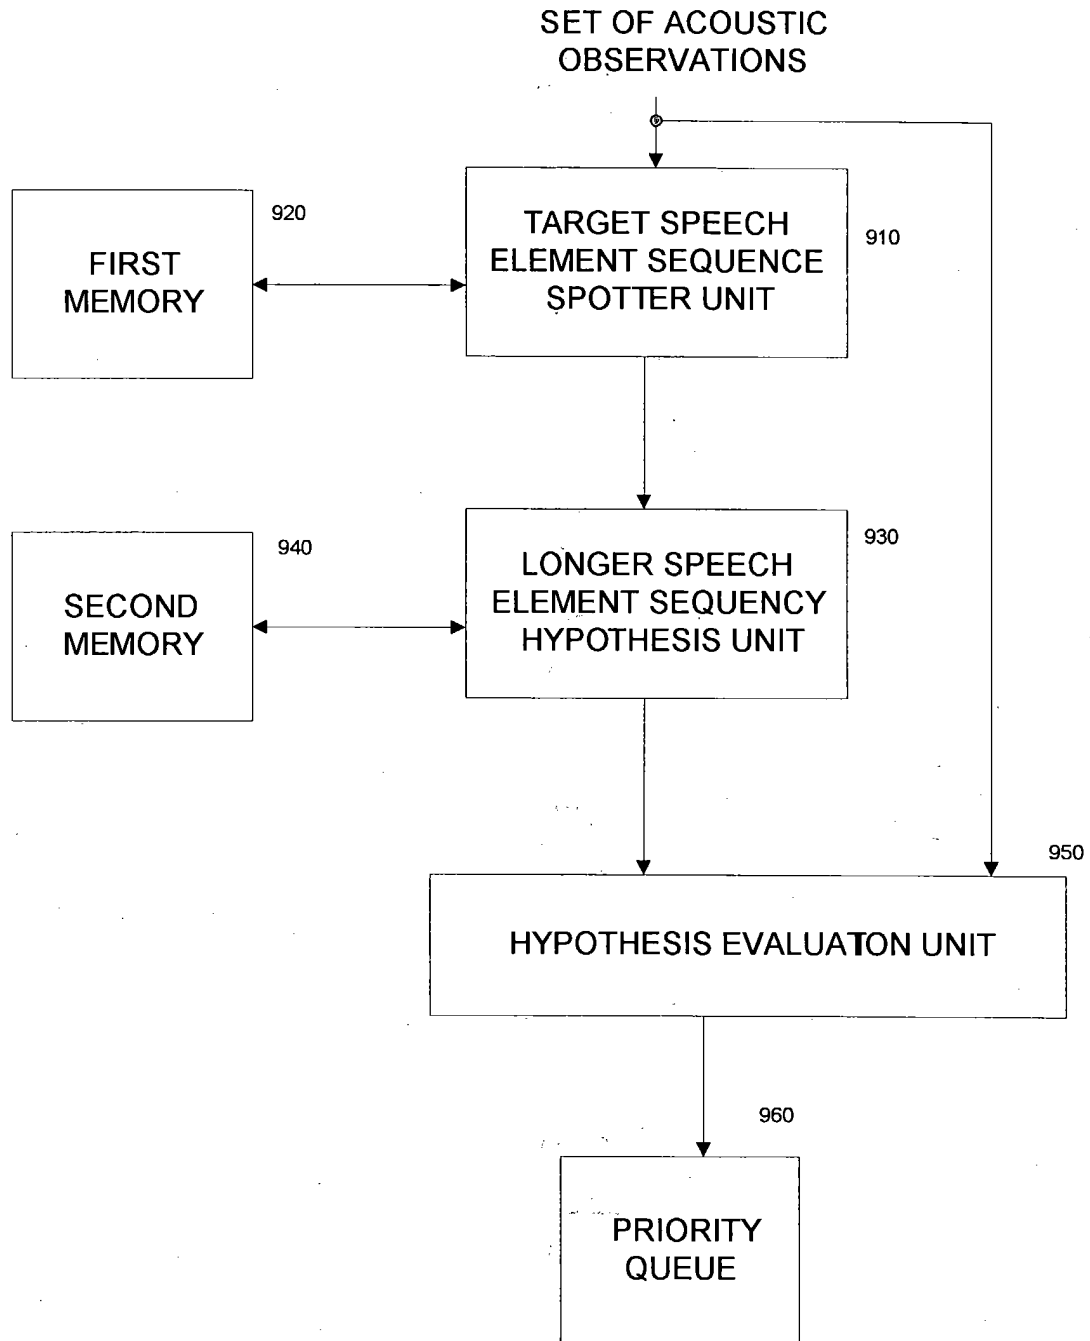 SET OF ACOUSTIC
OBSERVATIONS
920
FIRST
MEMORY
TARGET SPEECH
ELEMENT SEQUENCE
SPOTTER UNIT
910
940
SECOND
MEMORY
LONGER SPEECH
ELEMENT SEQUENCY
HYPOTHESIS UNIT
930
950
HYPOTHESIS EVALUATON UNIT
960
PRIORITY
QUEUE